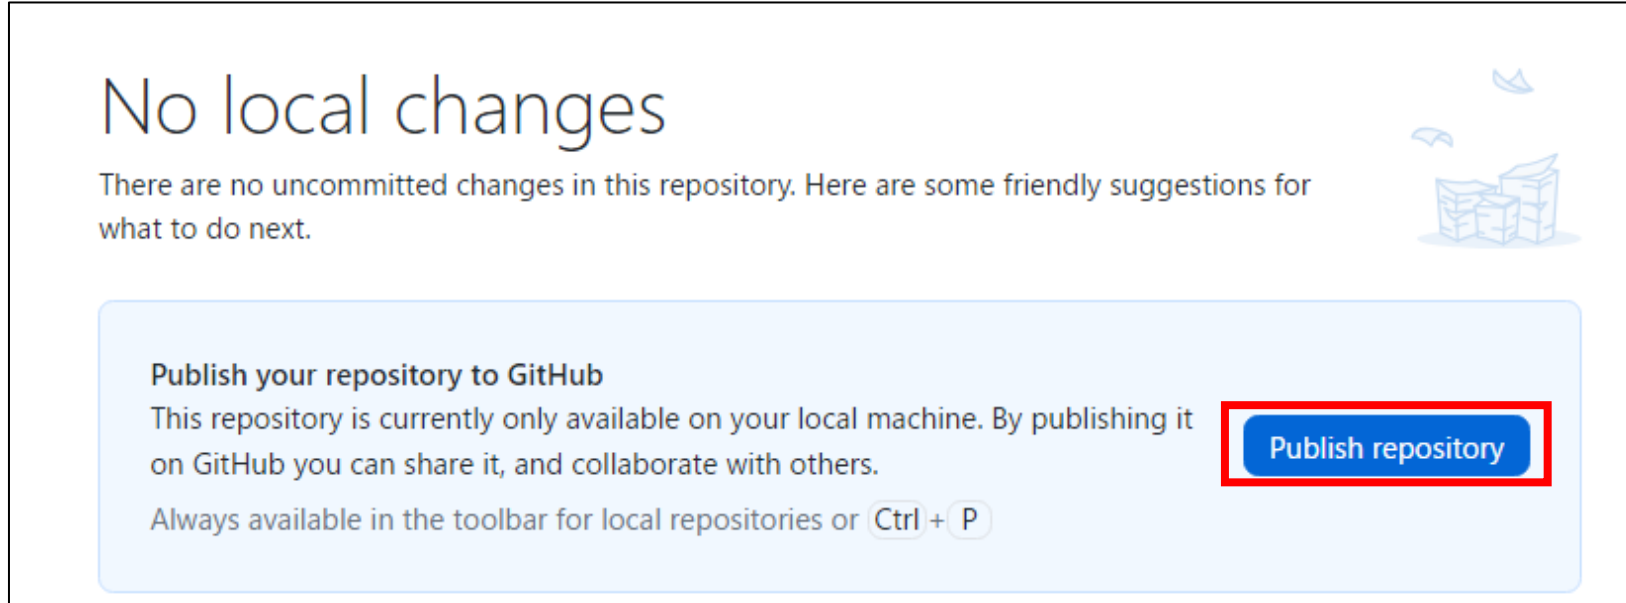 No local changes
There are no uncommitted changes in this repository. Here are some friendly suggestions for
what to do next.
Publish your repository to GitHub
This repository is currently only available on your local machine. By publishing it
on GitHub you can share it, and collaborate with others.
Publish repository
Always available in the toolbar for local repositories or Ctrl + P